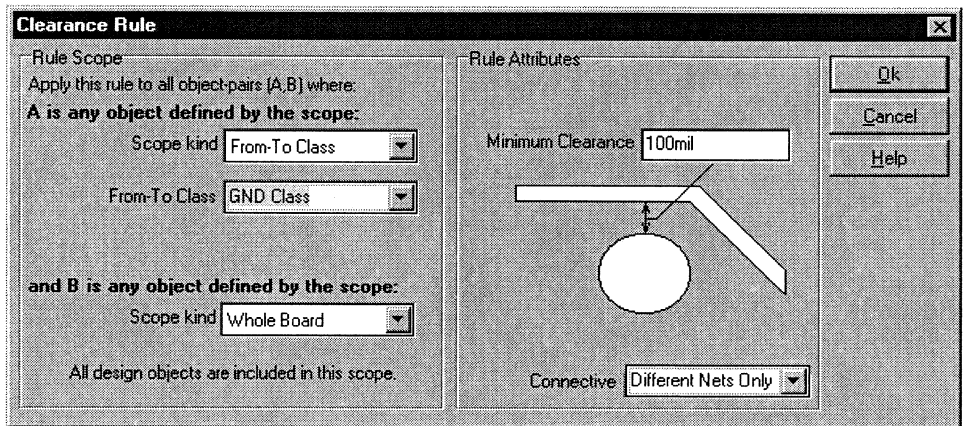 Clearance Rule
Rule Scope
Apply this rule to all object-pairs (A,B) where:
A is any object defined by the scope:
Scope kind From-To Class
From-To Class GND Class
and B is any object defined by the scope:
Scope kind Whole Board
All design objects are included in this scope.
Rule Attributes
Minimum Clearance 100mil
Connective Different Nets Only
Ok
Cancel
Help